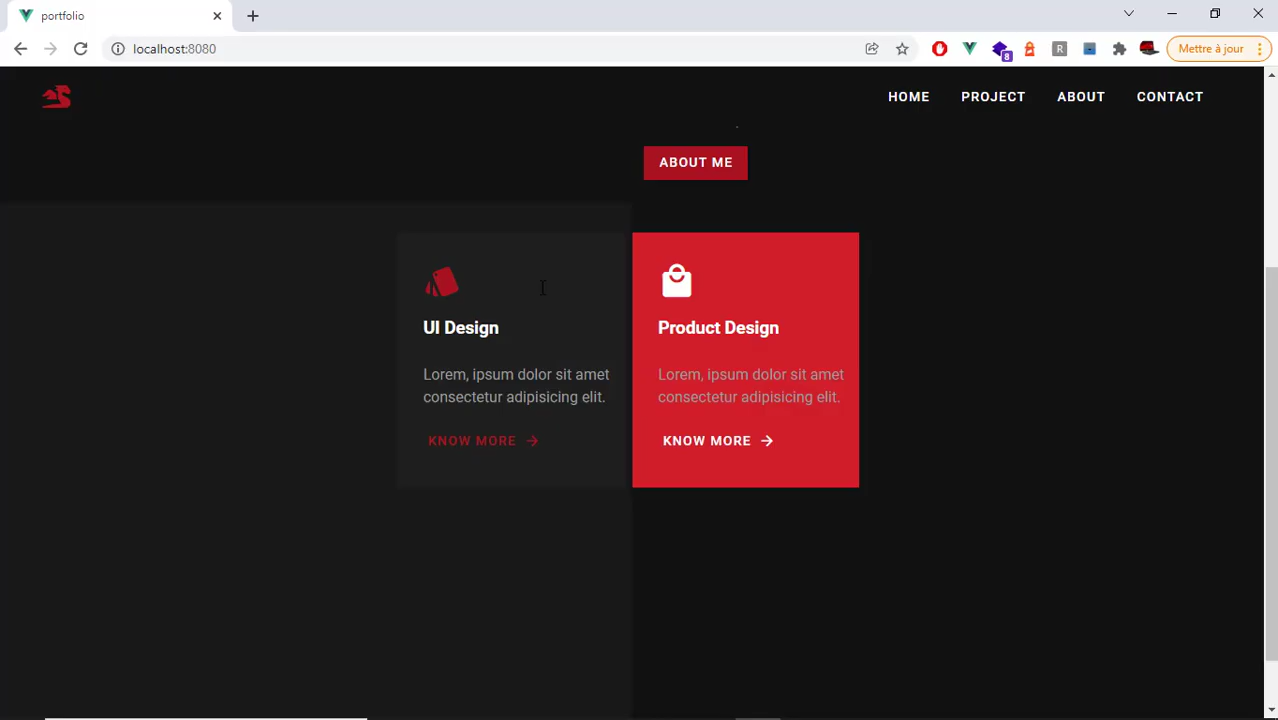 portfolio
localhost:8080
8
R
Mettre à jour
HOME PROJECT ABOUT CONTACT
ABOUT ME
UI Design
Lorem, ipsum dolor sit amet
consectetur adipisicing elit.
KNOW MORE
Product Design
Lorem, ipsum dolor sit amet
consectetur adipisicing elit.
KNOW MORE